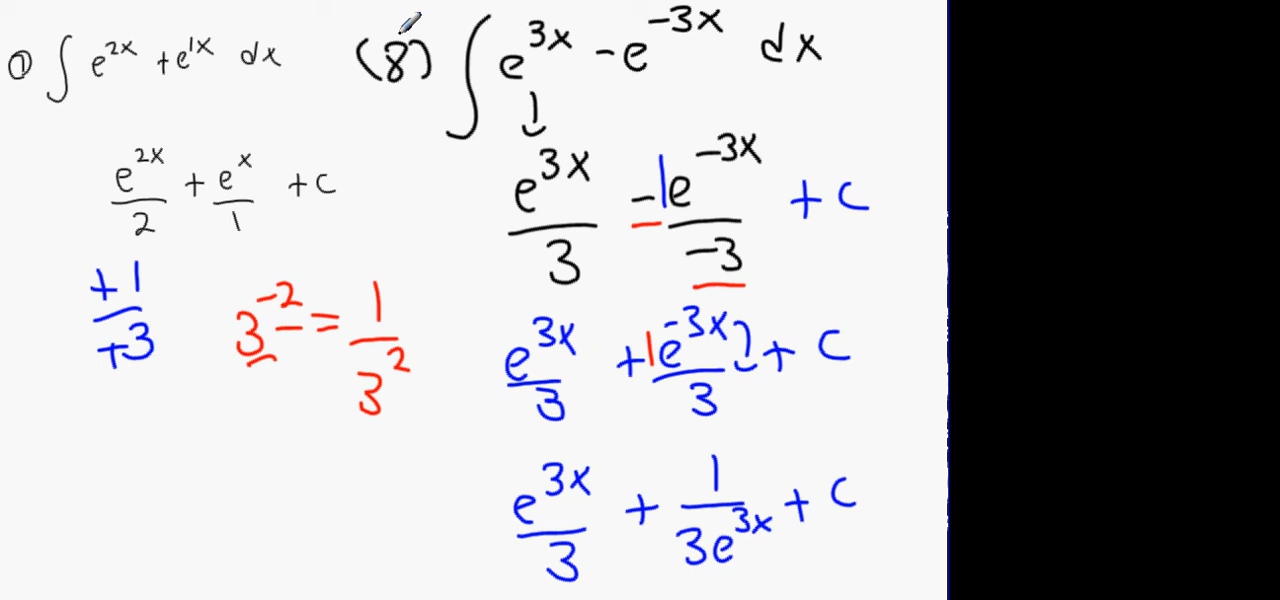 ① ∫ e^{2x} + e^{1x} dx
e^{2x}/2 + e^x/1 + c
+1/+3
3^{-2} = 1/3^2
(8) ∫ e^{3x} - e^{-3x} dx
e^{3x}/3 - 1e^{-3x}/-3 + c
e^{3x}/3 + 1e^{-3x}/3 + c
e^{3x}/3 + 1/3e^{3x} + c